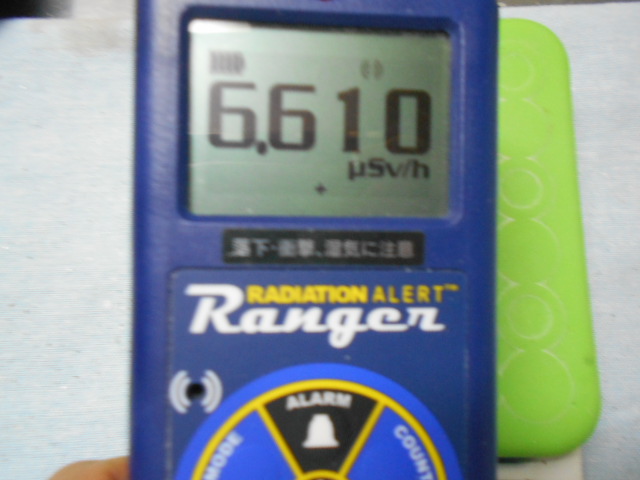 6.610
µSv/h
+
落下・衝撃、湿気に注意
RADIATION ALERT™
Ranger
ALARM
MODE
COUNT